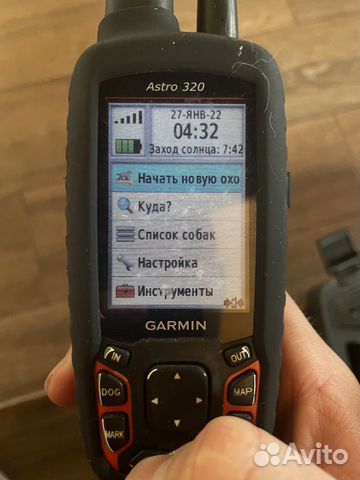 Astro 320
27-ЯНВ-22
04:32
Заход солнца: 7:42
Начать новую охо
Куда?
Список собак
Настройка
Инструменты
GARMIN
IN
OUT
DOG
MAP
MARK
Avito